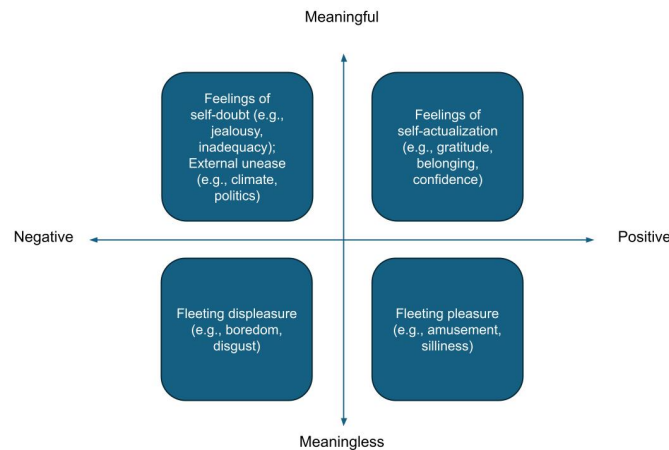 Meaningful
Feelings of
self-doubt (e.g.,
jealousy,
inadequacy);
External unease
(e.g., climate,
politics)
Feelings of
self-actualization
(e.g., gratitude,
belonging,
confidence)
Negative
Positive
Fleeting displeasure
(e.g., boredom,
disgust)
Fleeting pleasure
(e.g., amusement,
silliness)
Meaningless